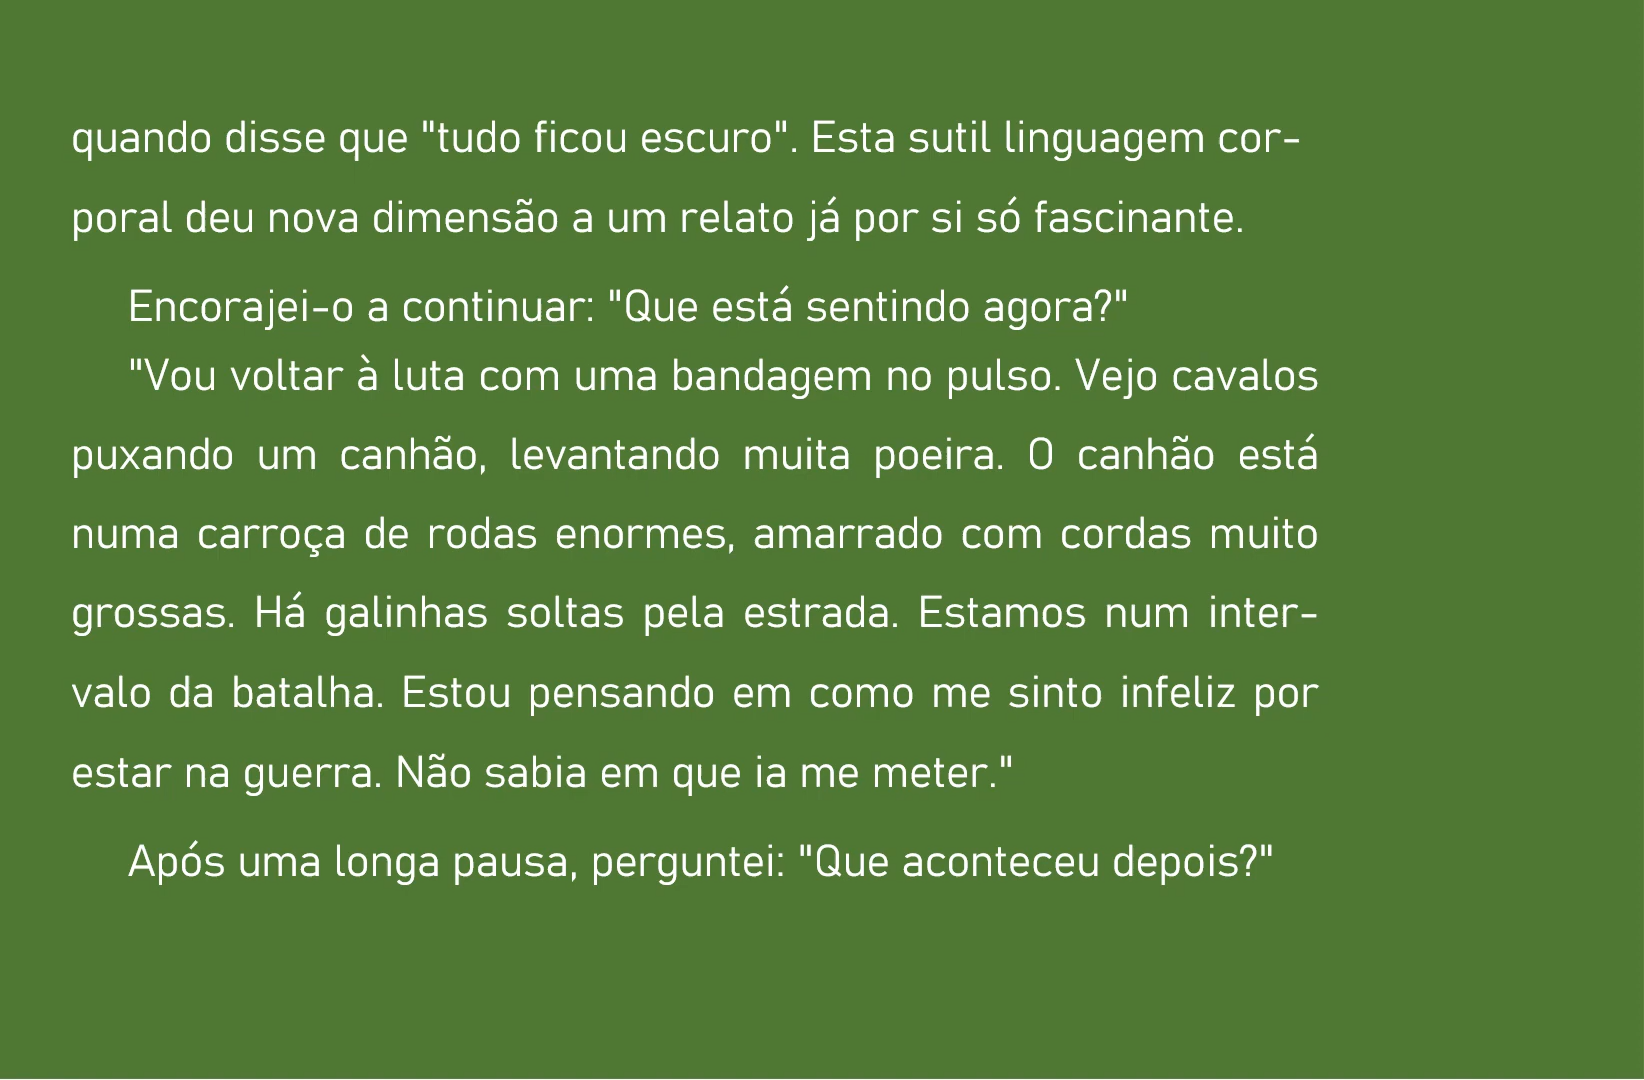 quando disse que "tudo ficou escuro". Esta sutil linguagem cor-
poral deu nova dimensão a um relato já por si só fascinante.
Encorajei-o a continuar: "Que está sentindo agora?"
"Vou voltar à luta com uma bandagem no pulso. Vejo cavalos
puxando um canhão, levantando muita poeira. O canhão está
numa carroça de rodas enormes, amarrado com cordas muito
grossas. Há galinhas soltas pela estrada. Estamos num inter-
valo da batalha. Estou pensando em como me sinto infeliz por
estar na guerra. Não sabia em que ia me meter."
Após uma longa pausa, perguntei: "Que aconteceu depois?"